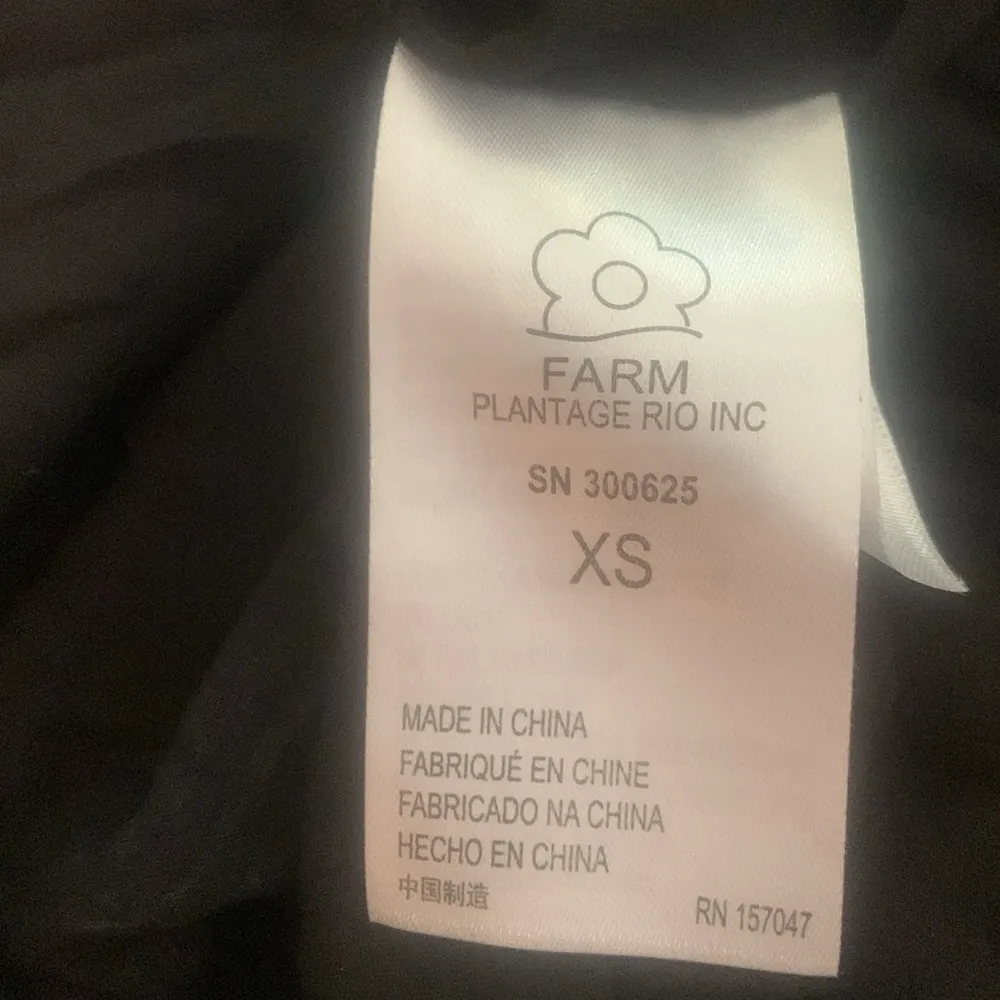 FARM
PLANTAGE RIO INC
SN 300625
XS
MADE IN CHINA
FABRIQUÉ EN CHINE
FABRICADO NA CHINA
HECHO EN CHINA
中国制造
RN 157047